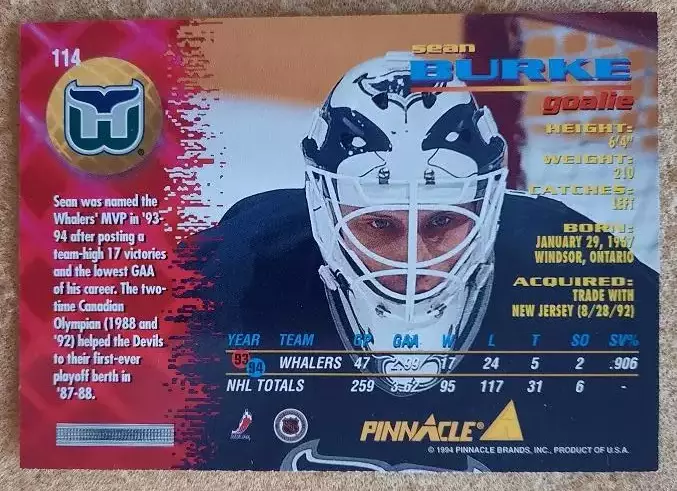 114
sean
BURKE
goalie
HEIGHT:
6'4"
WEIGHT:
210
CATCHES:
LEFT
BORN:
JANUARY 29, 1967
WINDSOR, ONTARIO
ACQUIRED:
TRADE WITH
NEW JERSEY (8/28/92)
Sean was named the
Whalers' MVP in '93-
94 after posting a
team-high 17 victories
and the lowest GAA
of his career. The two-
time Canadian
Olympian (1988 and
'92) helped the Devils
to their first-ever
playoff berth in
'87-88.
YEAR TEAM GP GAA W L T SO SV%
93 94 WHALERS 47 2.99 17 24 5 2 .906
NHL TOTALS 259 3.62 95 117 31 6 -
PINNACLE®
© 1994 PINNACLE BRANDS, INC., PRODUCT OF U.S.A.